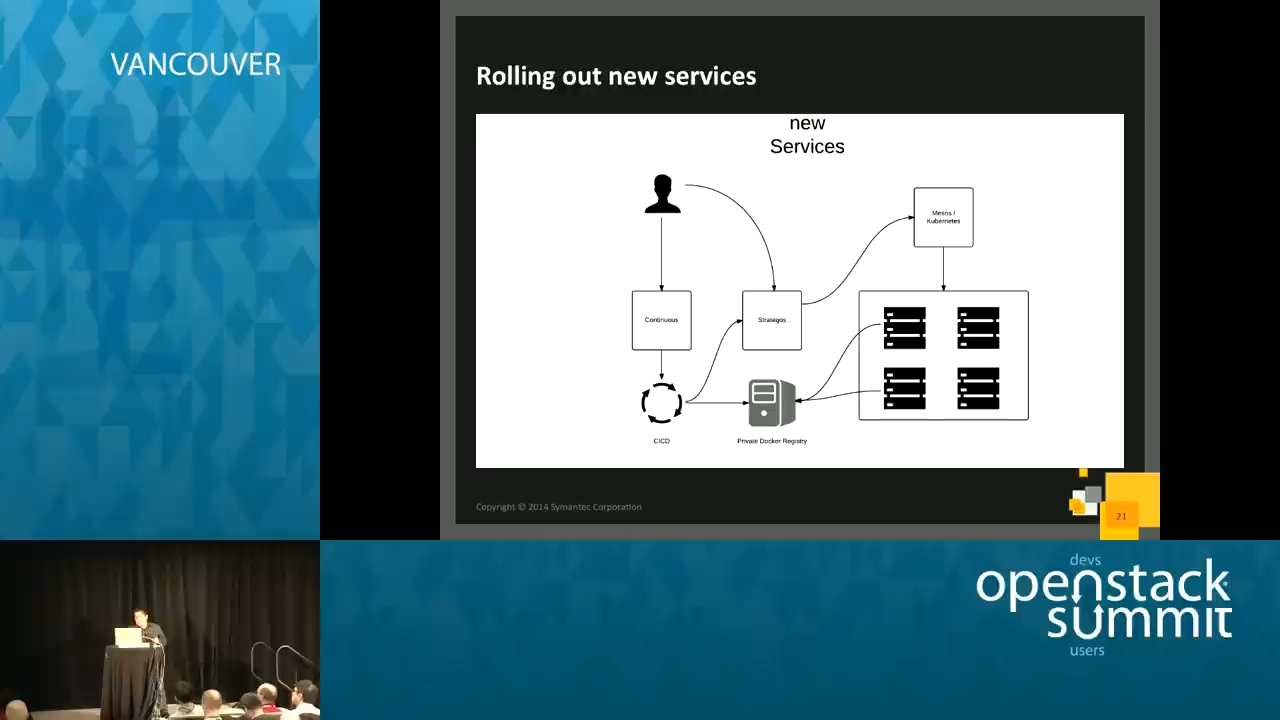 VANCOUVER
Rolling out new services
new
Services
Mesos /
Kubernetes
Continuous
Strategos
CICD
Private Docker Registry
Copyright © 2014 Symantec Corporation
21
devs
openstack
summit
users